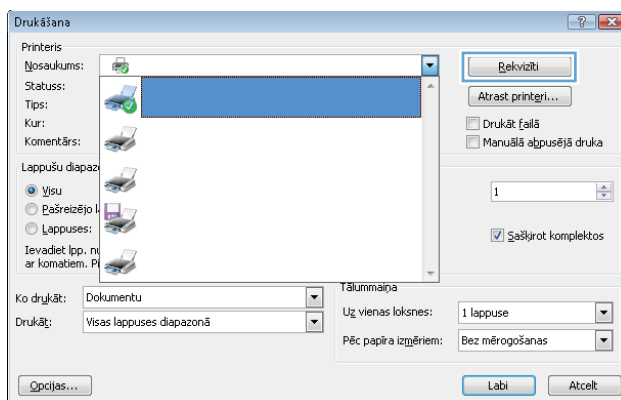 Drukāšana
Printeris
Nosaukums:
Rekvizīti
Statuss:
Tips:
Atrast printeri...
Kur:
Drukāt failā
Komentārs:
Manuālā abpusējā druka
Lappušu diapaz
Visu
1
Pašreizējo l
Lappuses:
Sašķirot komplektos
Ievadiet lpp. nu
ar komatiem. Pi
Tālummaiņa
Ko drukāt:
Dokumentu
Uz vienas loksnes:
1 lappuse
Drukāt:
Visas lappuses diapazonā
Pēc papīra izmēriem:
Bez mērogošanas
Opcijas...
Labi
Atcelt